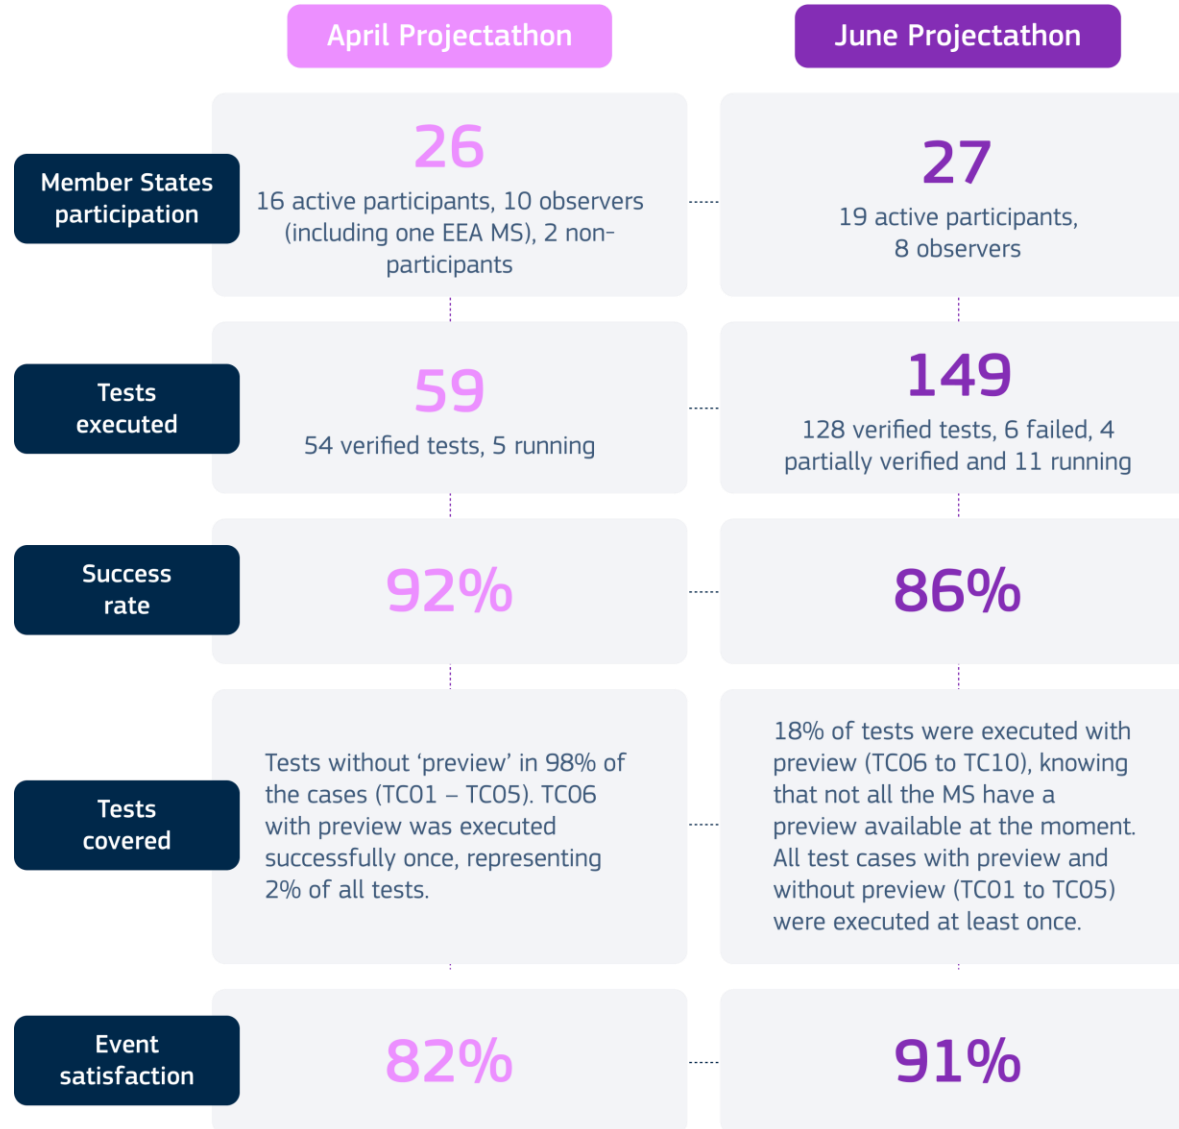 April Projectathon
June Projectathon
Member States
participation
26
16 active participants, 10 observers
(including one EEA MS), 2 non-
participants
27
19 active participants,
8 observers
Tests
executed
59
54 verified tests, 5 running
149
128 verified tests, 6 failed, 4
partially verified and 11 running
Success
rate
92%
86%
Tests
covered
Tests without ‘preview’ in 98% of
the cases (TC01 – TC05). TC06
with preview was executed
successfully once, representing
2% of all tests.
18% of tests were executed with
preview (TC06 to TC10), knowing
that not all the MS have a
preview available at the moment.
All test cases with preview and
without preview (TC01 to TC05)
were executed at least once.
Event
satisfaction
82%
91%